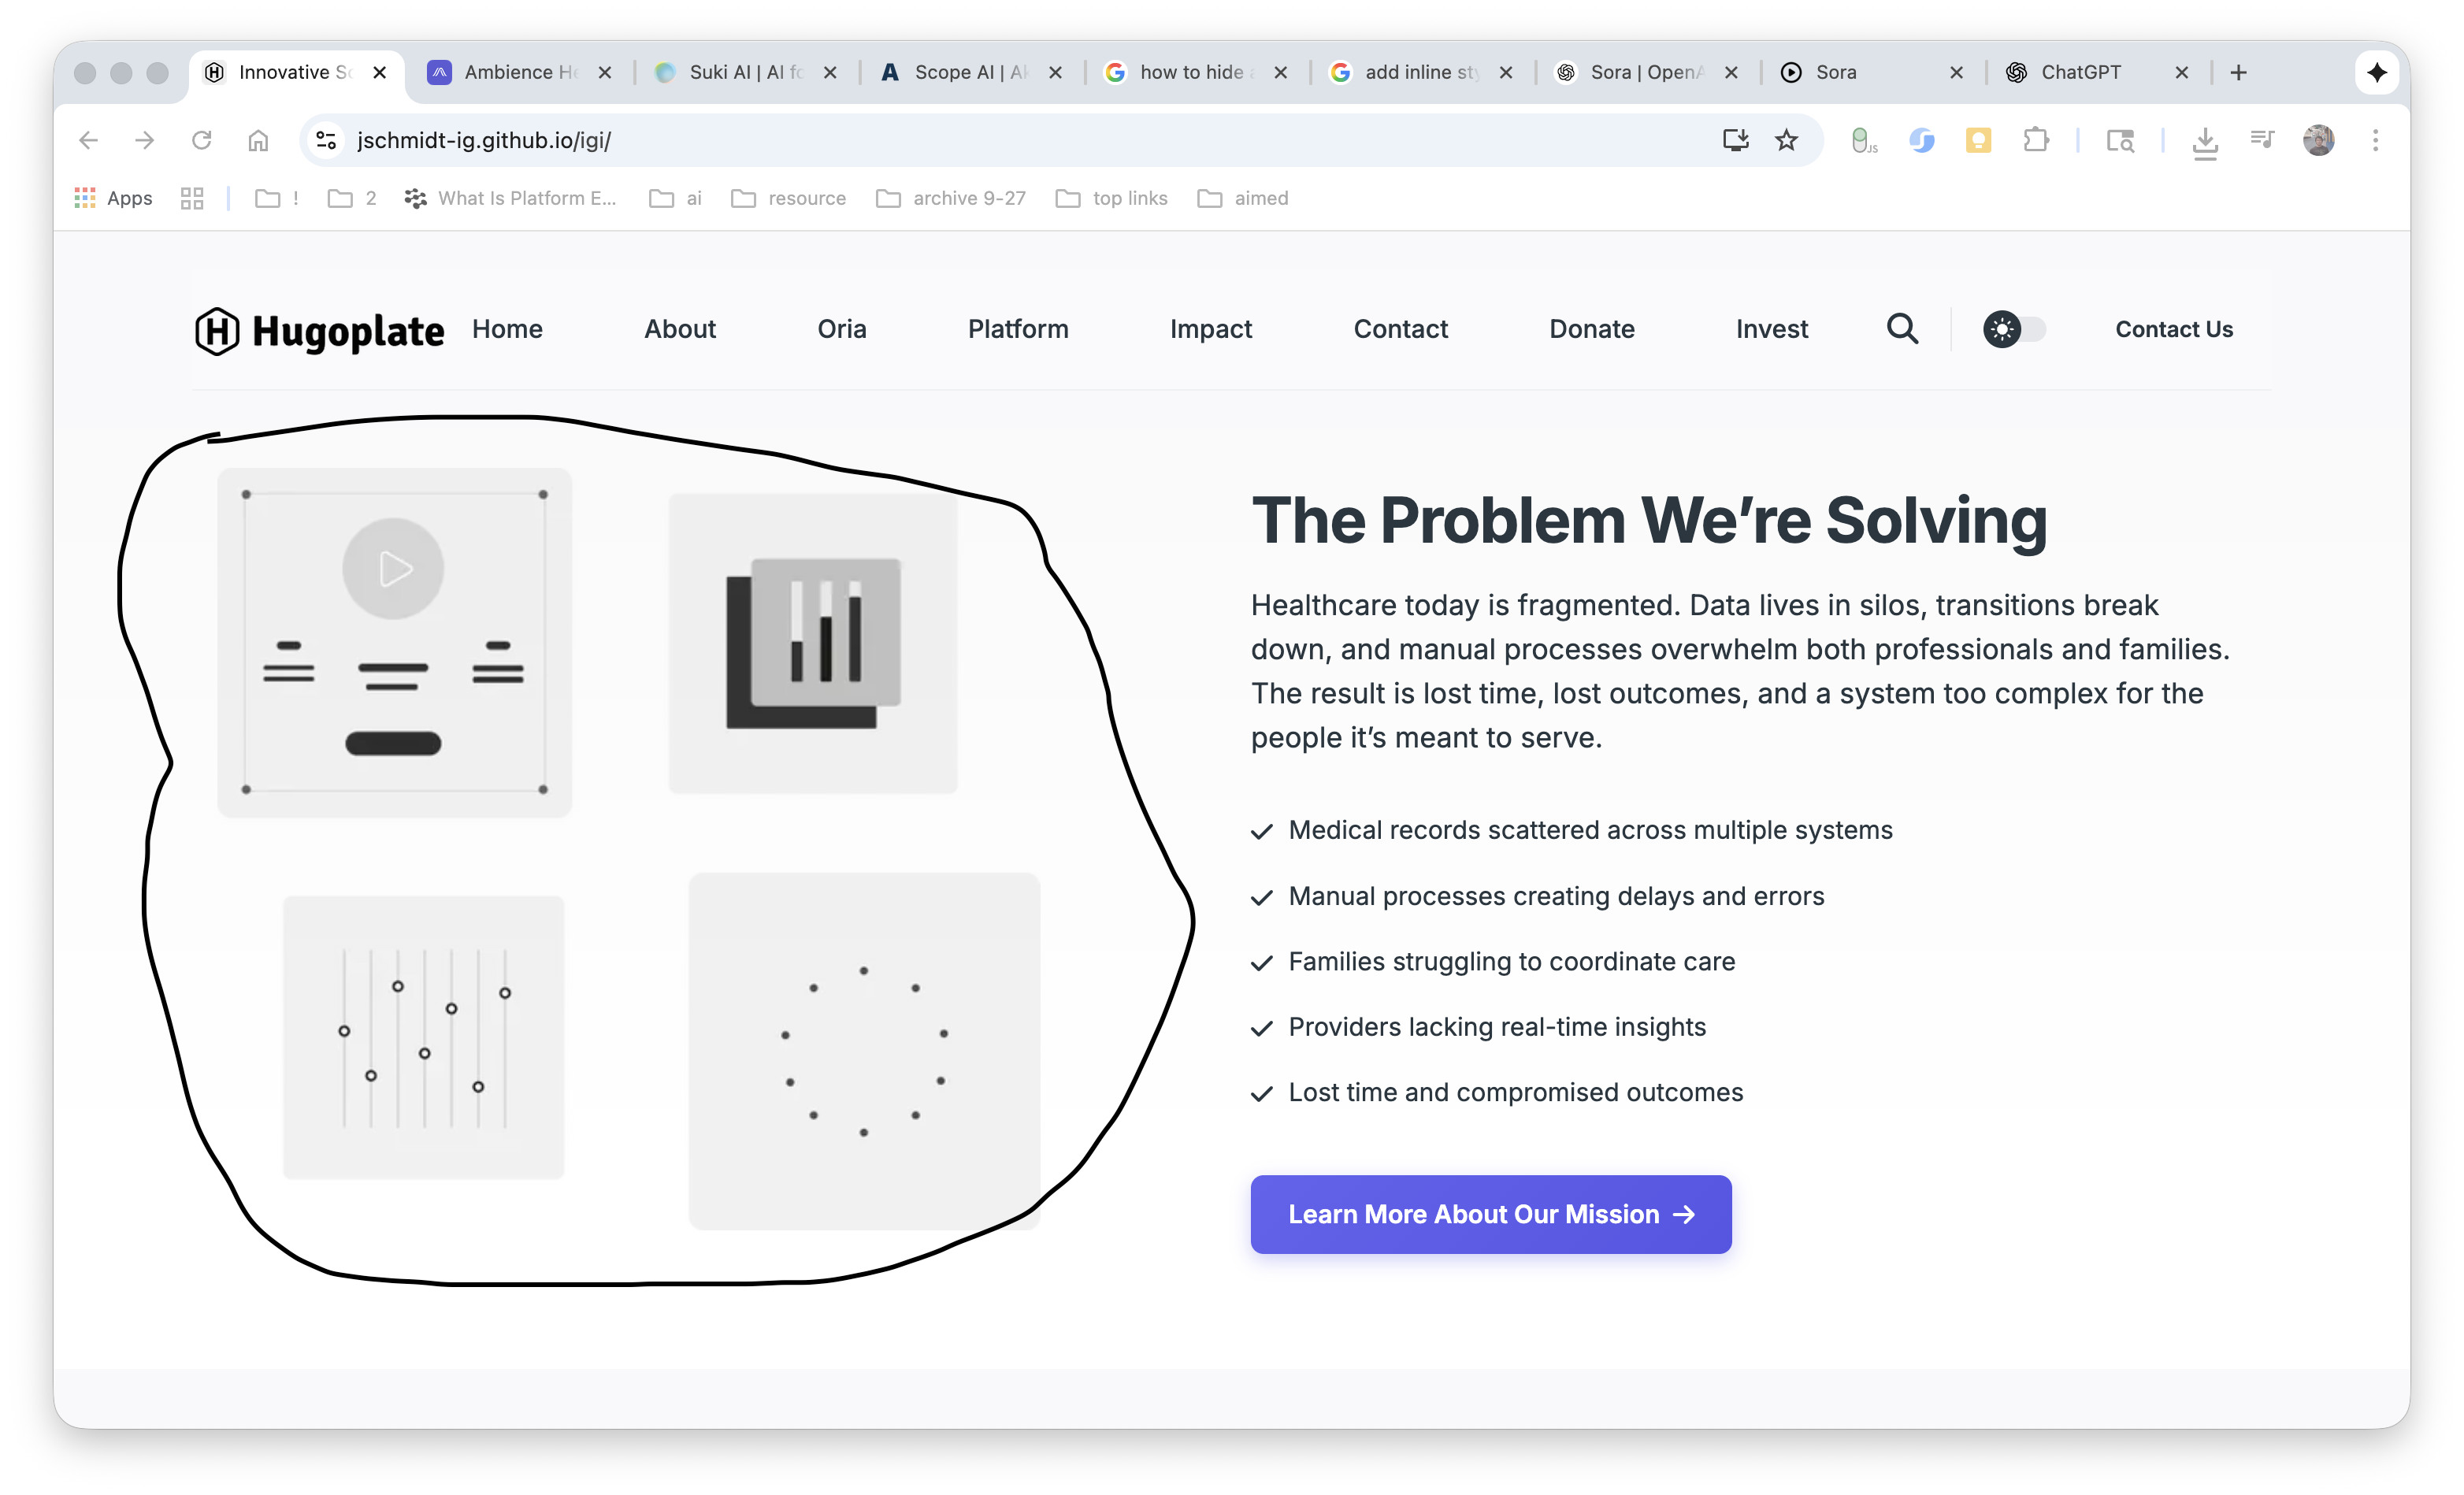 Innovative Sc
Ambience He
Suki AI | AI fo
Scope AI | Ak
how to hide a
add inline sty
Sora | OpenA
Sora
ChatGPT
jschmidt-ig.github.io/igi/
JS
Apps
!
2
What Is Platform E...
ai
resource
archive 9-27
top links
aimed
Hugoplate
Home
About
Oria
Platform
Impact
Contact
Donate
Invest
Contact Us
The Problem We’re Solving
Healthcare today is fragmented. Data lives in silos, transitions break
down, and manual processes overwhelm both professionals and families.
The result is lost time, lost outcomes, and a system too complex for the
people it’s meant to serve.
Medical records scattered across multiple systems
Manual processes creating delays and errors
Families struggling to coordinate care
Providers lacking real-time insights
Lost time and compromised outcomes
Learn More About Our Mission →